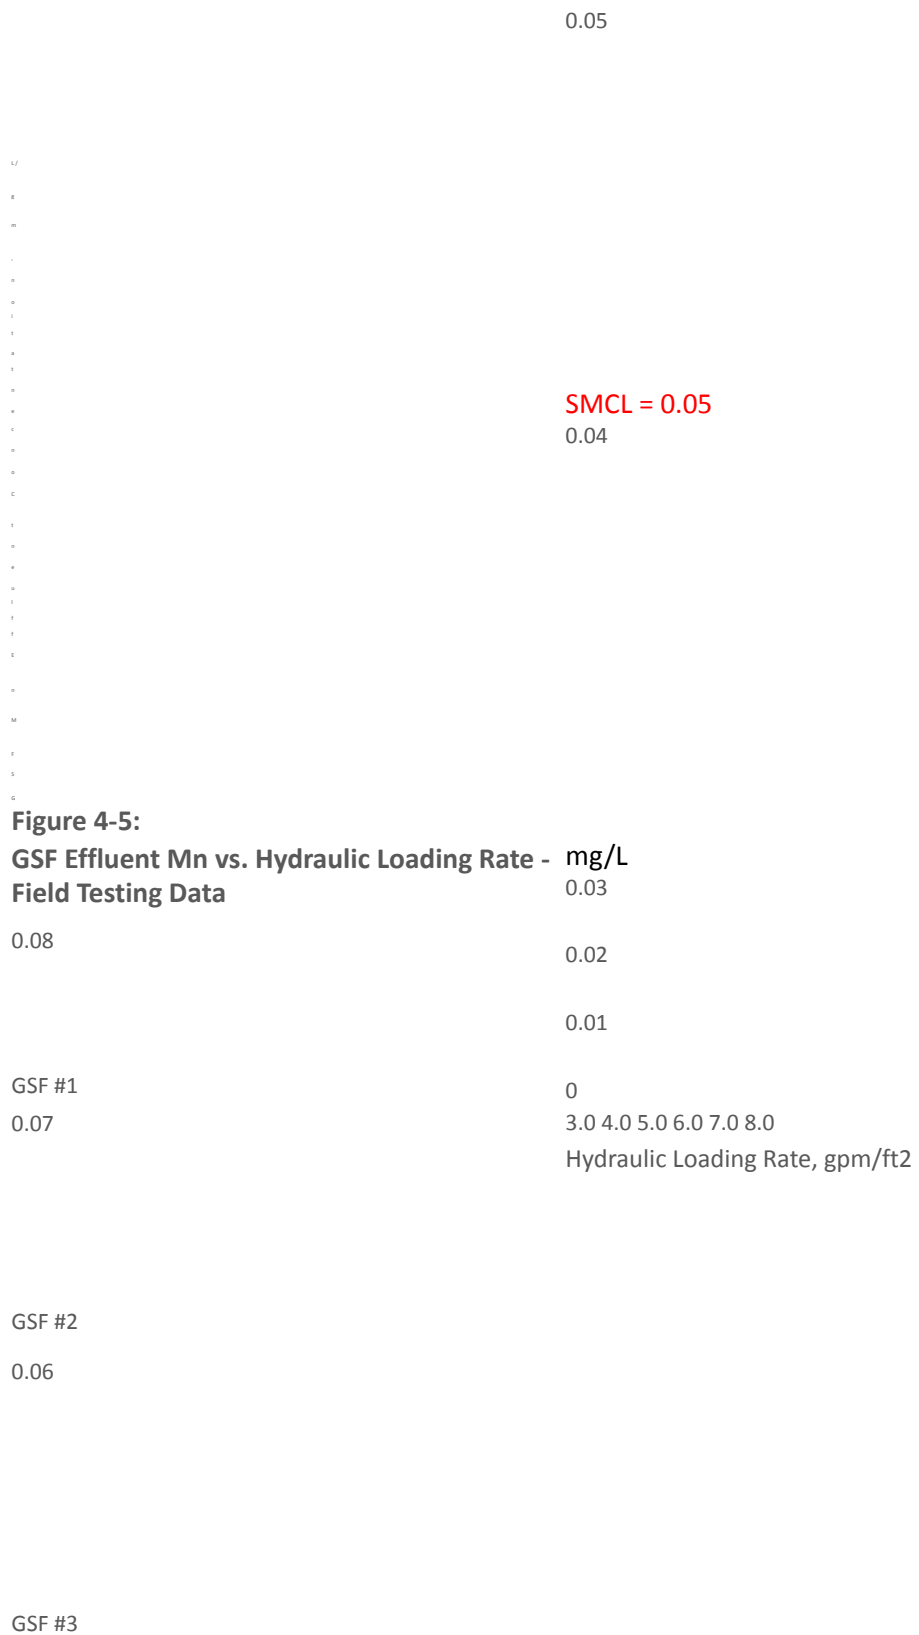 L/
g
m
,
n
o
i
t
a
t
n
e
c
n
o
C
t
n
e
u
l
f
f
E
n
M
F
S
G
Figure 4-5:
GSF Effluent Mn vs. Hydraulic Loading Rate -
Field Testing Data
0.08
GSF #1
0.07
GSF #2
0.06
GSF #3
0.05
SMCL = 0.05
0.04
mg/L
0.03
0.02
0.01
0
3.0 4.0 5.0 6.0 7.0 8.0
Hydraulic Loading Rate, gpm/ft2